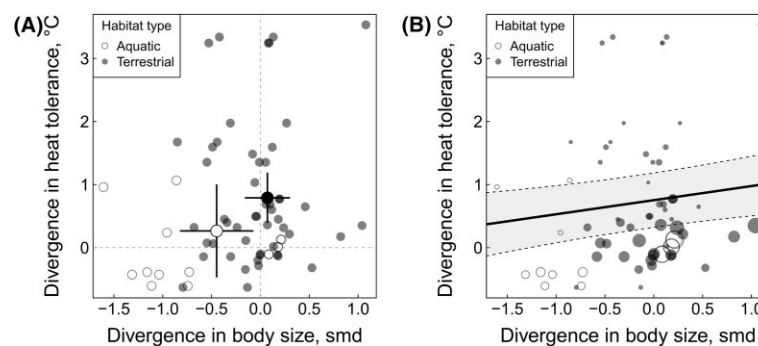 (A)
Habitat type
Aquatic
Terrestrial
Divergence in heat tolerance, °C
3
2
1
0
−1.5 −1.0 −0.5 0.0 0.5 1.0
Divergence in body size, smd
(B)
Habitat type
Aquatic
Terrestrial
Divergence in heat tolerance, °C
3
2
1
0
−1.5 −1.0 −0.5 0.0 0.5 1.0
Divergence in body size, smd